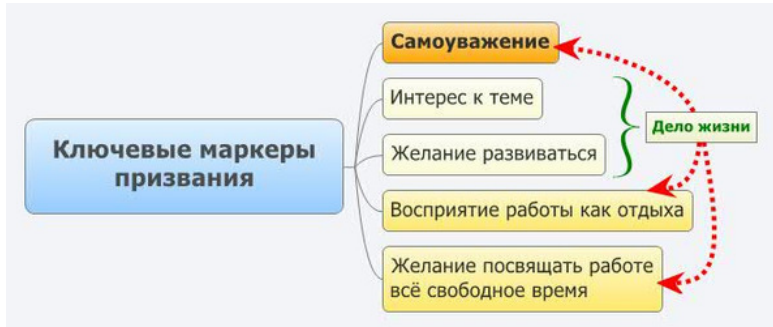 Ключевые маркеры
призвания
Самоуважение
Интерес к теме
Желание развиваться
Дело жизни
Восприятие работы как отдыха
Желание посвящать работе
всё свободное время